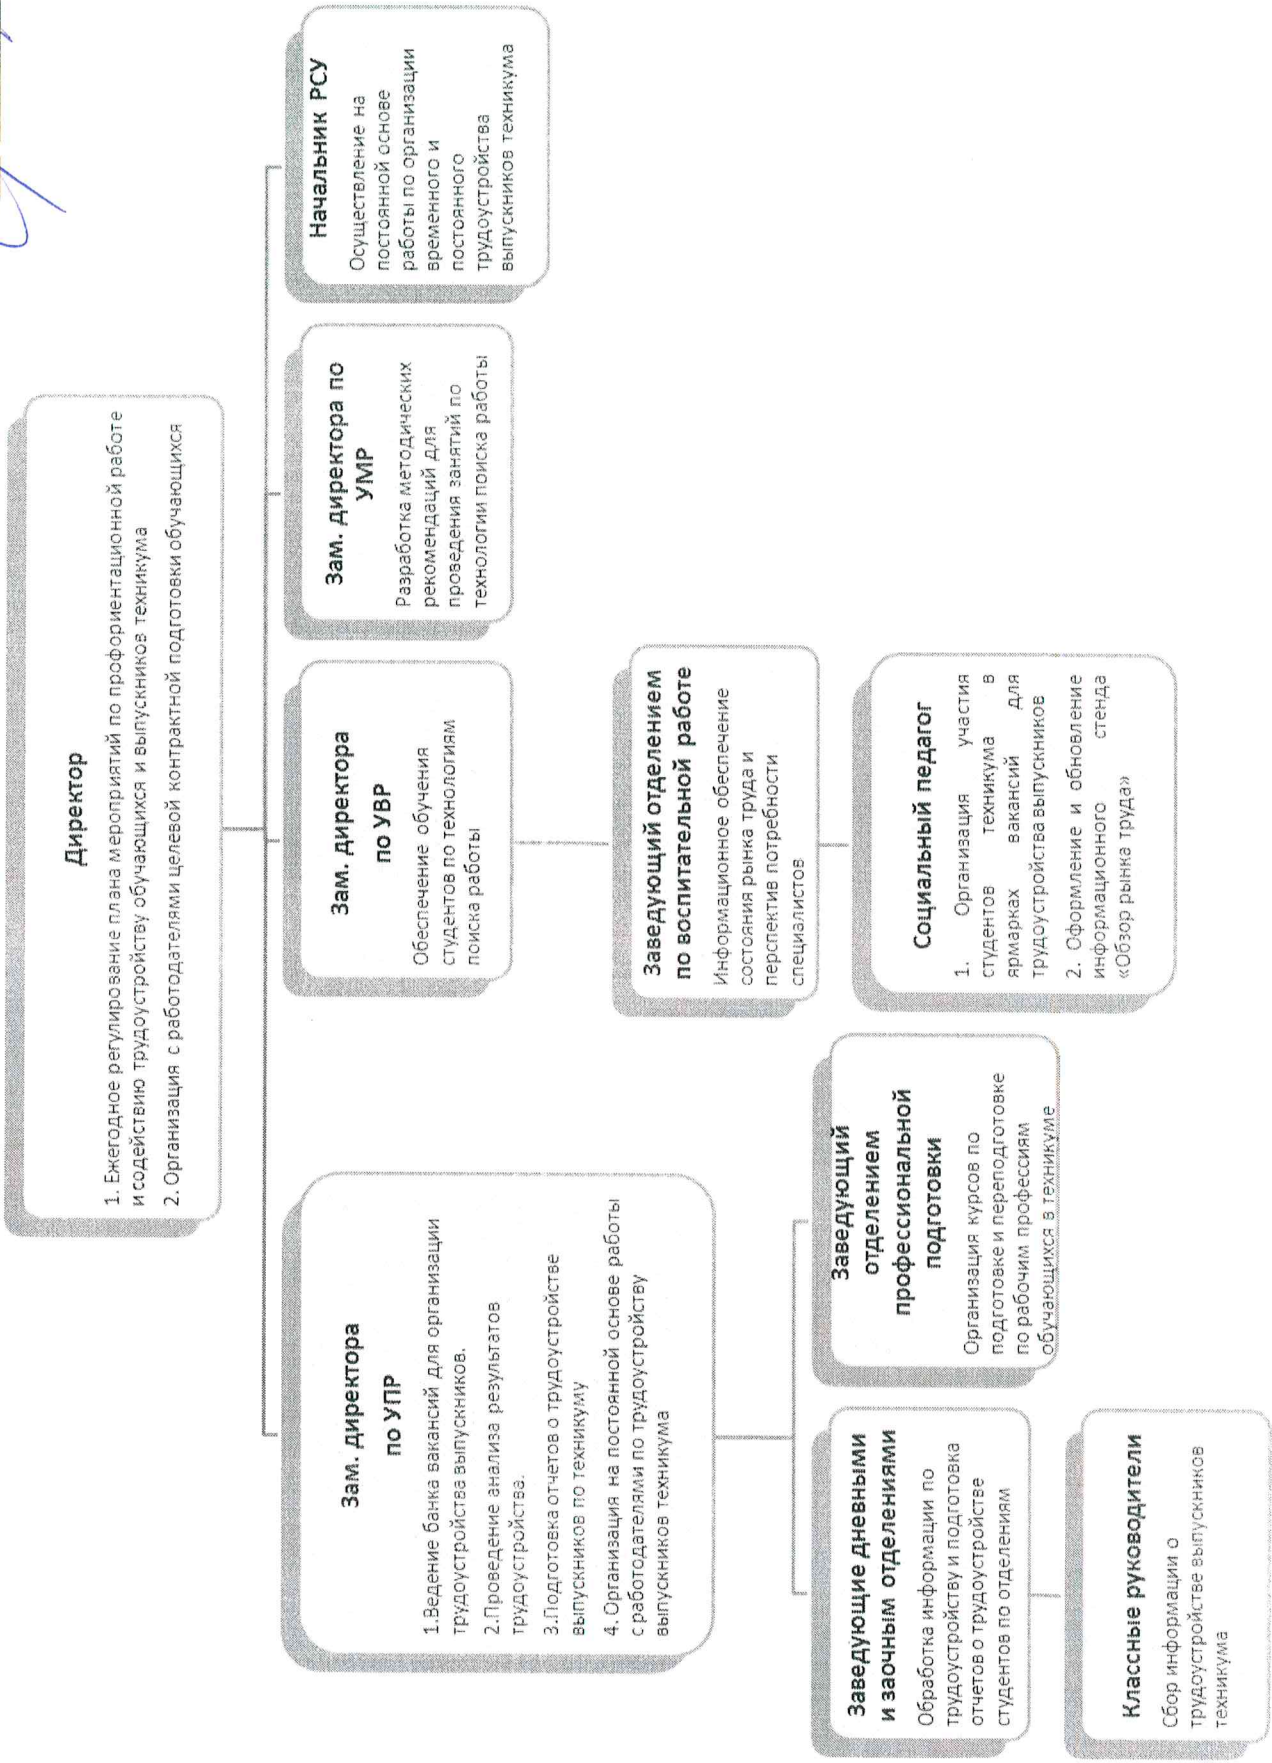 Директор
1. Ежегодное регулирование плана мероприятий по профориентационной работе
и содействию трудоустройству обучающихся и выпускников техникума
2. Организация с работодателями целевой контрактной подготовки обучающихся
Зам. директора
по УПР
1.Ведение банка вакансий для организации
трудоустройства выпускников.
2.Проведение анализа результатов
трудоустройства.
3.Подготовка отчетов о трудоустройстве
выпускников по техникуму
4. Организация на постоянной основе работы
с работодателями по трудоустройству
выпускников техникума
Зам. директора
по УВР
Обеспечение обучения
студентов по технологиям
поиска работы
Зам. директора по
УМР
Разработка методических
рекомендаций для
проведения занятий по
технологии поиска работы
Начальник РСУ
Осуществление на
постоянной основе
работы по организации
временного и
постоянного
трудоустройства
выпускников техникума
Заведующий отделением
по воспитательной работе
Информационное обеспечение
состояния рынка труда и
перспектив потребности
специалистов
Заведующие дневными
и заочным отделениями
Обработка информации по
трудоустройству и подготовка
отчетов о трудоустройстве
студентов по отделениям
Заведующий
отделением
профессиональной
подготовки
Организация курсов по
подготовке и переподготовке
по рабочим профессиям
обучающихся в техникуме
Социальный педагог
1. Организация участия
студентов техникума в
ярмарках вакансий для
трудоустройства выпускников
2. Оформление и обновление
информационного стенда
«Обзор рынка труда»
Классные руководители
Сбор информации о
трудоустройстве выпускников
техникума